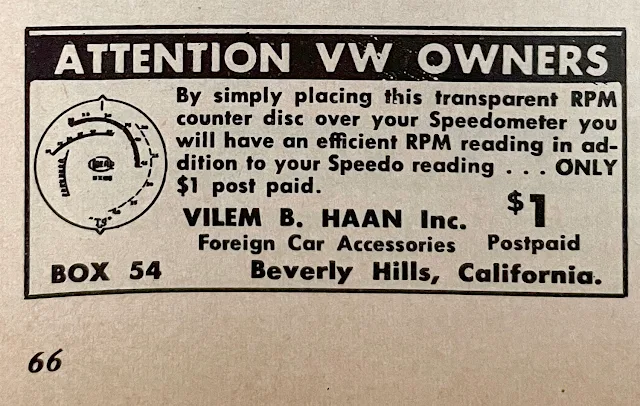 ATTENTION VW OWNERS
By simply placing this transparent RPM
counter disc over your Speedometer you
will have an efficient RPM reading in ad-
dition to your Speedo reading . . . ONLY
$1 post paid.
VILEM B. HAAN Inc.
Foreign Car Accessories
$1
Postpaid
BOX 54
Beverly Hills, California.
66